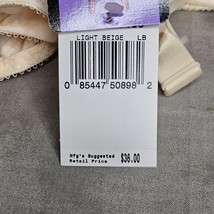 LIGHT BEIGE LB
0 85447 50898 2
Mfg's Suggested
Retail Price $36.00